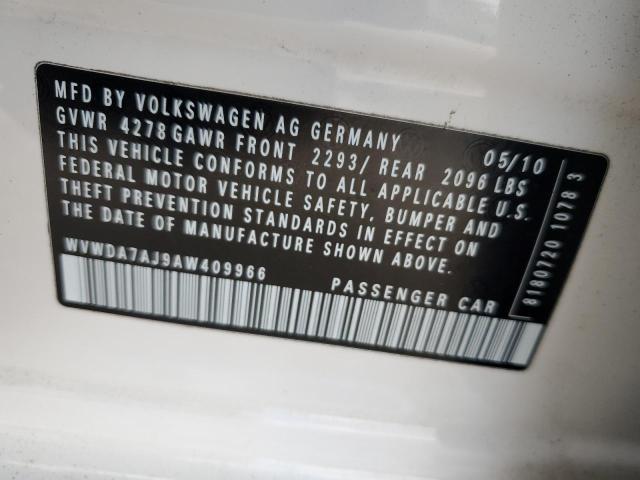 MFD BY VOLKSWAGEN AG GERMANY 05/10
GVWR 4278 GAWR FRONT 2293/ REAR 2096 LBS
THIS VEHICLE CONFORMS TO ALL APPLICABLE U.S.
FEDERAL MOTOR VEHICLE SAFETY, BUMPER AND
THEFT PREVENTION STANDARDS IN EFFECT ON
THE DATE OF MANUFACTURE SHOWN ABOVE.
WVWDA7AJ9AW409966 PASSENGER CAR
8180720 1078 3